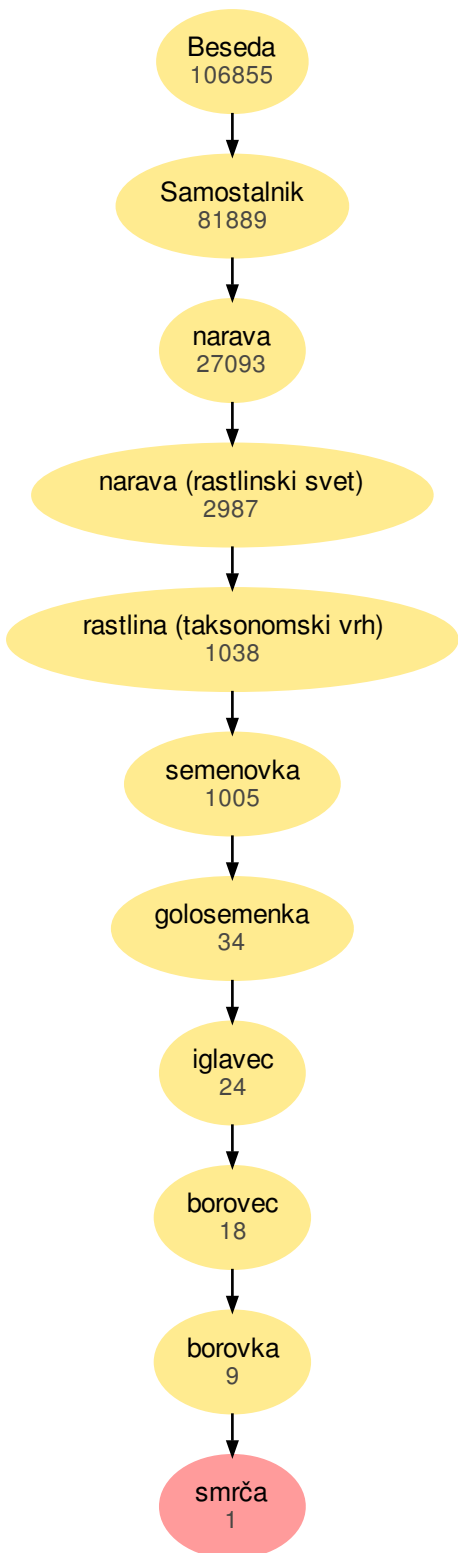 Beseda
106855
Samostalnik
81889
narava
27093
narava (rastlinski svet)
2987
rastlina (taksonomski vrh)
1038
semenovka
1005
golosemenka
34
iglavec
24
borovec
18
borovka
9
smrča
1